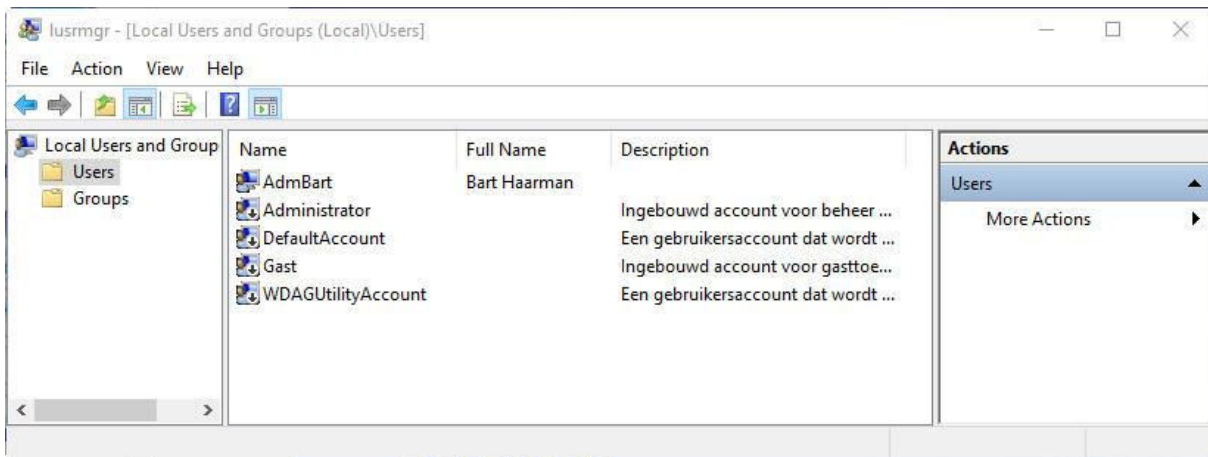 lusrmgr - [Local Users and Groups (Local)\Users]
File Action View Help
Local Users and Group
Users
Groups
Name Full Name Description
AdmBart Bart Haarman
Administrator Ingebouwd account voor beheer ...
DefaultAccount Een gebruikersaccount dat wordt ...
Gast Ingebouwd account voor gasttoe...
WDAGUtilityAccount Een gebruikersaccount dat wordt ...
Actions
Users
More Actions